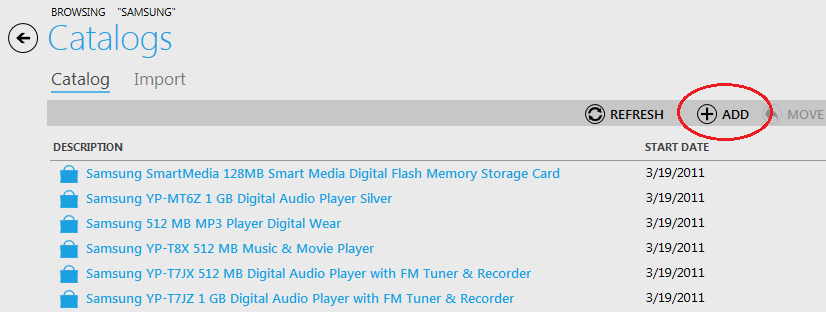 BROWSING "SAMSUNG"
Catalogs
Catalog Import
REFRESH ADD MOVE
DESCRIPTION START DATE
Samsung SmartMedia 128MB Smart Media Digital Flash Memory Storage Card 3/19/2011
Samsung YP-MT6Z 1 GB Digital Audio Player Silver 3/19/2011
Samsung 512 MB MP3 Player Digital Wear 3/19/2011
Samsung YP-T8X 512 MB Music & Movie Player 3/19/2011
Samsung YP-T7JX 512 MB Digital Audio Player with FM Tuner & Recorder 3/19/2011
Samsung YP-T7JZ 1 GB Digital Audio Player with FM Tuner & Recorder 3/19/2011